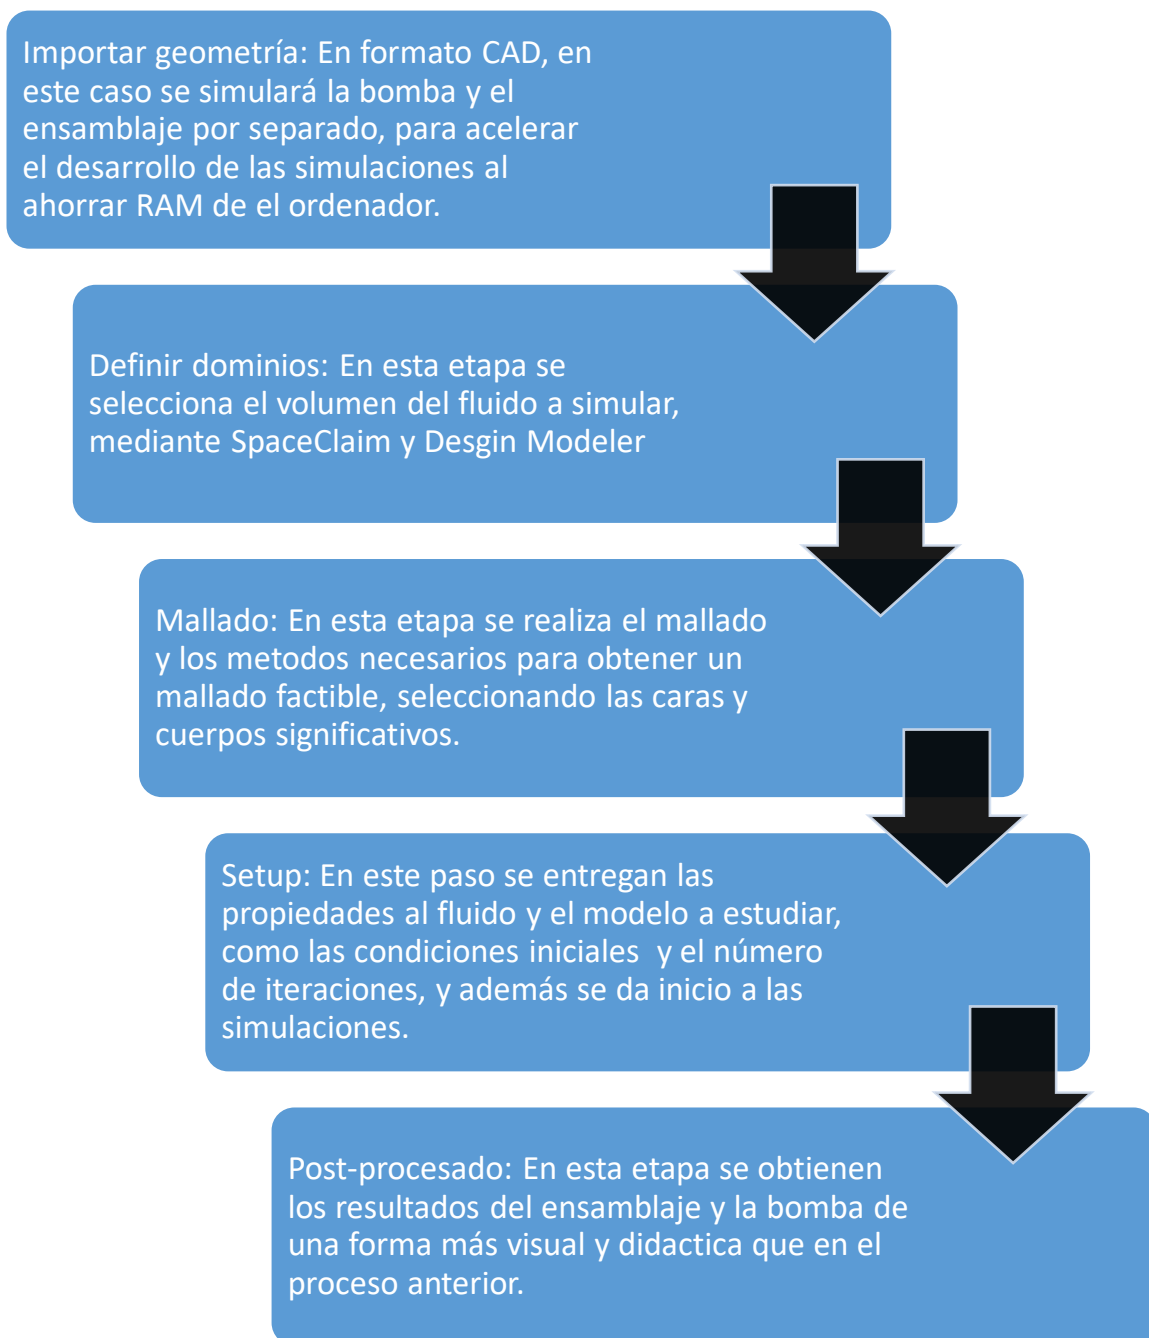 Importar geometría: En formato CAD, en
este caso se simulará la bomba y el
ensamblaje por separado, para acelerar
el desarrollo de las simulaciones al
ahorrar RAM de el ordenador.
Definir dominios: En esta etapa se
selecciona el volumen del fluido a simular,
mediante SpaceClaim y Desgin Modeler
Mallado: En esta etapa se realiza el mallado
y los metodos necesarios para obtener un
mallado factible, seleccionando las caras y
cuerpos significativos.
Setup: En este paso se entregan las
propiedades al fluido y el modelo a estudiar,
como las condiciones iniciales  y el número
de iteraciones, y además se da inicio a las
simulaciones.
Post-procesado: En esta etapa se obtienen
los resultados del ensamblaje y la bomba de
una forma más visual y didactica que en el
proceso anterior.